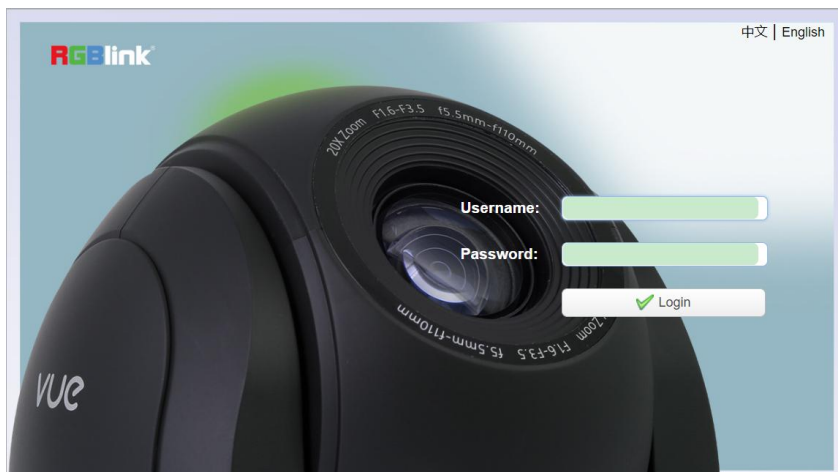 中文 | English
RGBlink
20X Zoom F1.6-F3.5 f5.5mm-f110mm
Username:
Password:
Login
f5.5mm-f110mm
F1.6-F3.5
Zoom
VUE